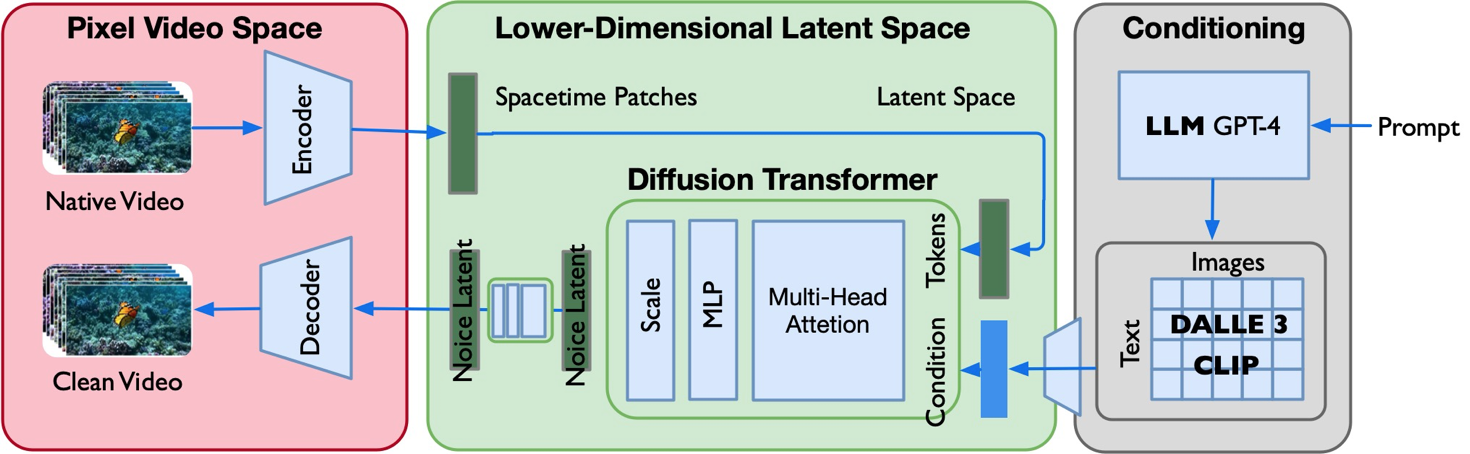 Pixel Video Space
Native Video
Encoder
Decoder
Clean Video
Lower-Dimensional Latent Space
Spacetime Patches
Latent Space
Diffusion Transformer
Noice Latent
Noice Latent
Scale
MLP
Multi-Head
Attetion
Tokens
Condition
Conditioning
LLM GPT-4
Prompt
Images
Text
DALLE 3
CLIP